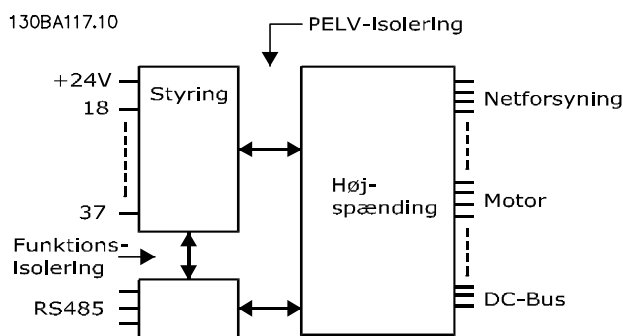 130BA117.10
PELV-Isolering
+24V
18
37
Styring
Høj-
spænding
Netforsyning
Motor
DC-Bus
Funktions-
Isolering
RS485